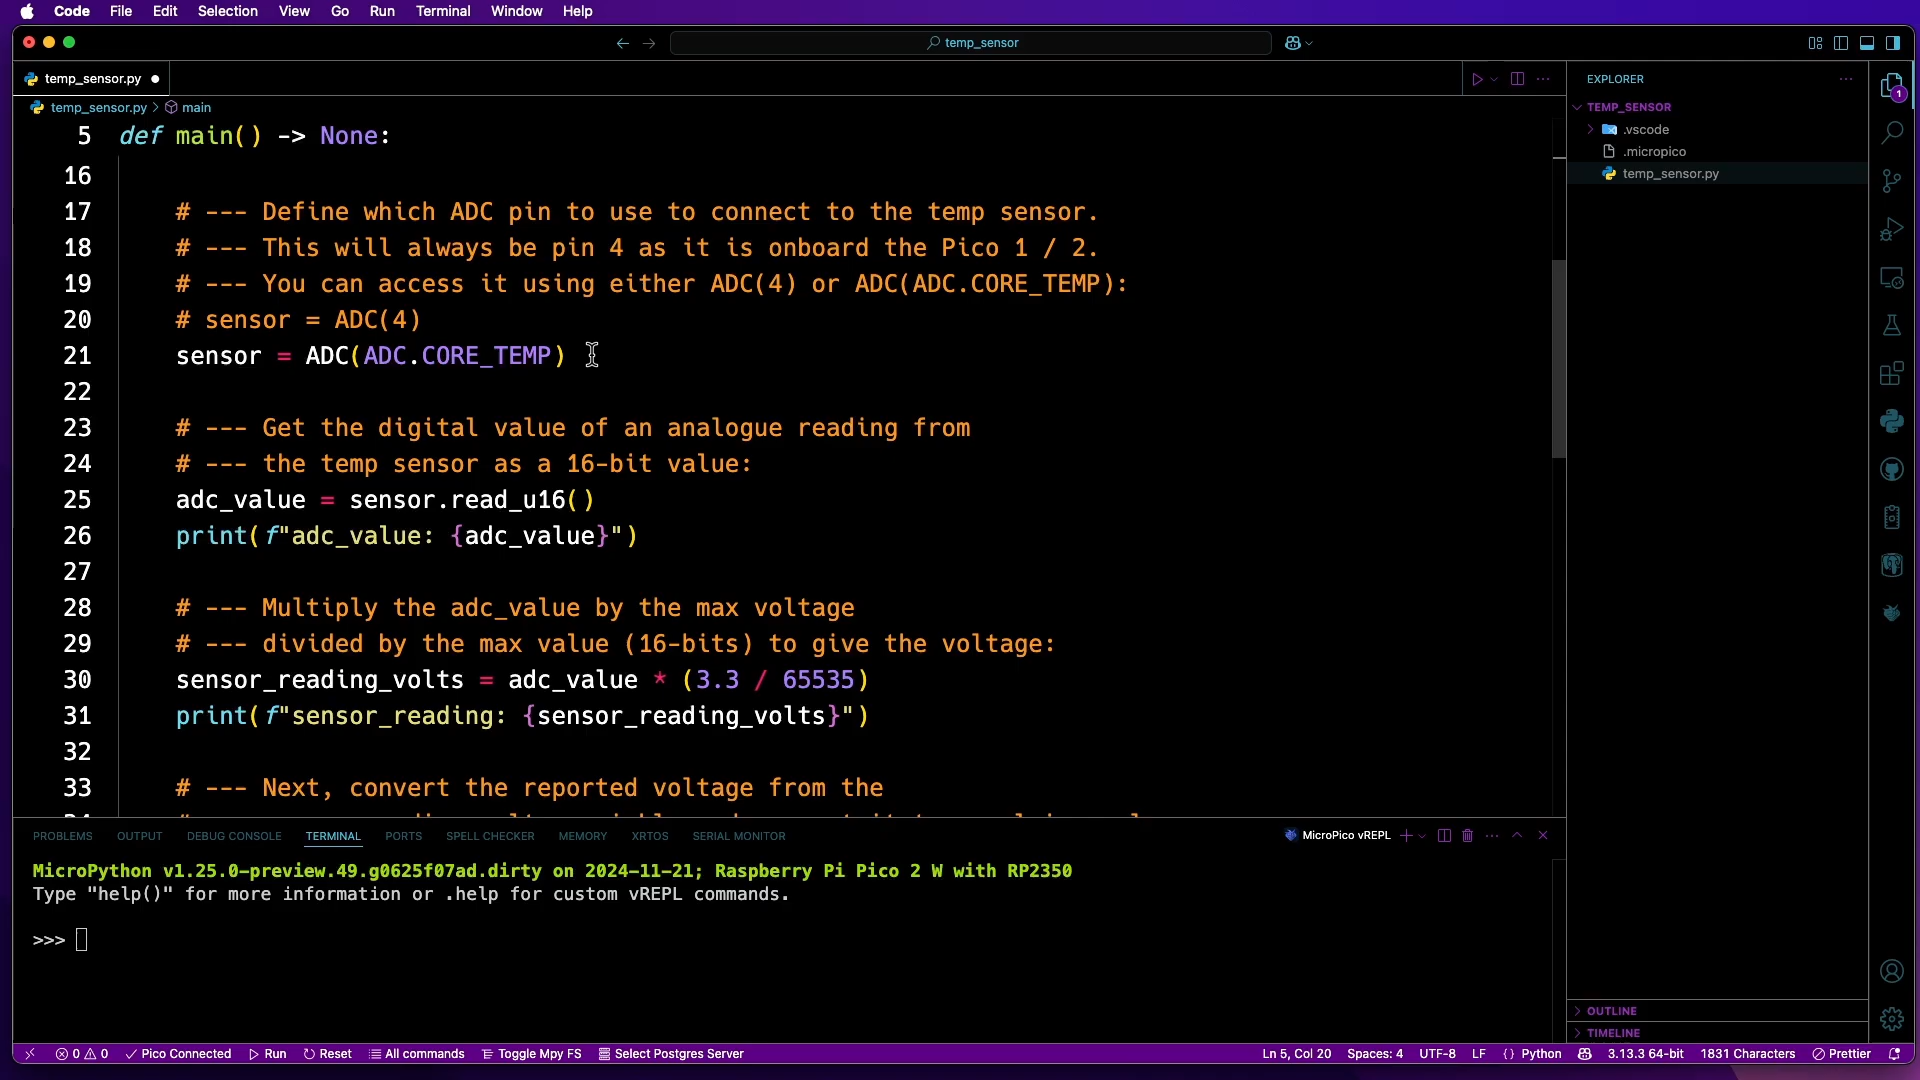 Code File Edit Selection View Go Run Terminal Window Help
temp_sensor
temp_sensor.py
temp_sensor.py > main
5 def main() -> None:
16
17 # --- Define which ADC pin to use to connect to the temp sensor.
18 # --- This will always be pin 4 as it is onboard the Pico 1 / 2.
19 # --- You can access it using either ADC(4) or ADC(ADC.CORE_TEMP):
20 # sensor = ADC(4)
21 sensor = ADC(ADC.CORE_TEMP)
22
23 # --- Get the digital value of an analogue reading from
24 # --- the temp sensor as a 16-bit value:
25 adc_value = sensor.read_u16()
26 print(f"adc_value: {adc_value}")
27
28 # --- Multiply the adc_value by the max voltage
29 # --- divided by the max value (16-bits) to give the voltage:
30 sensor_reading_volts = adc_value * (3.3 / 65535)
31 print(f"sensor_reading: {sensor_reading_volts}")
32
33 # --- Next, convert the reported voltage from the
EXPLORER
TEMP_SENSOR
.vscode
.micropico
temp_sensor.py
1
OUTLINE
TIMELINE
PROBLEMS OUTPUT DEBUG CONSOLE TERMINAL PORTS SPELL CHECKER MEMORY XRTOS SERIAL MONITOR MicroPico vREPL
MicroPython v1.25.0-preview.49.g0625f07ad.dirty on 2024-11-21; Raspberry Pi Pico 2 W with RP2350
Type "help()" for more information or .help for custom vREPL commands.
>>>
0 0 Pico Connected Run Reset All commands Toggle Mpy FS Select Postgres Server Ln 5, Col 20 Spaces: 4 UTF-8 LF {} Python 3.13.3 64-bit 1831 Characters Prettier